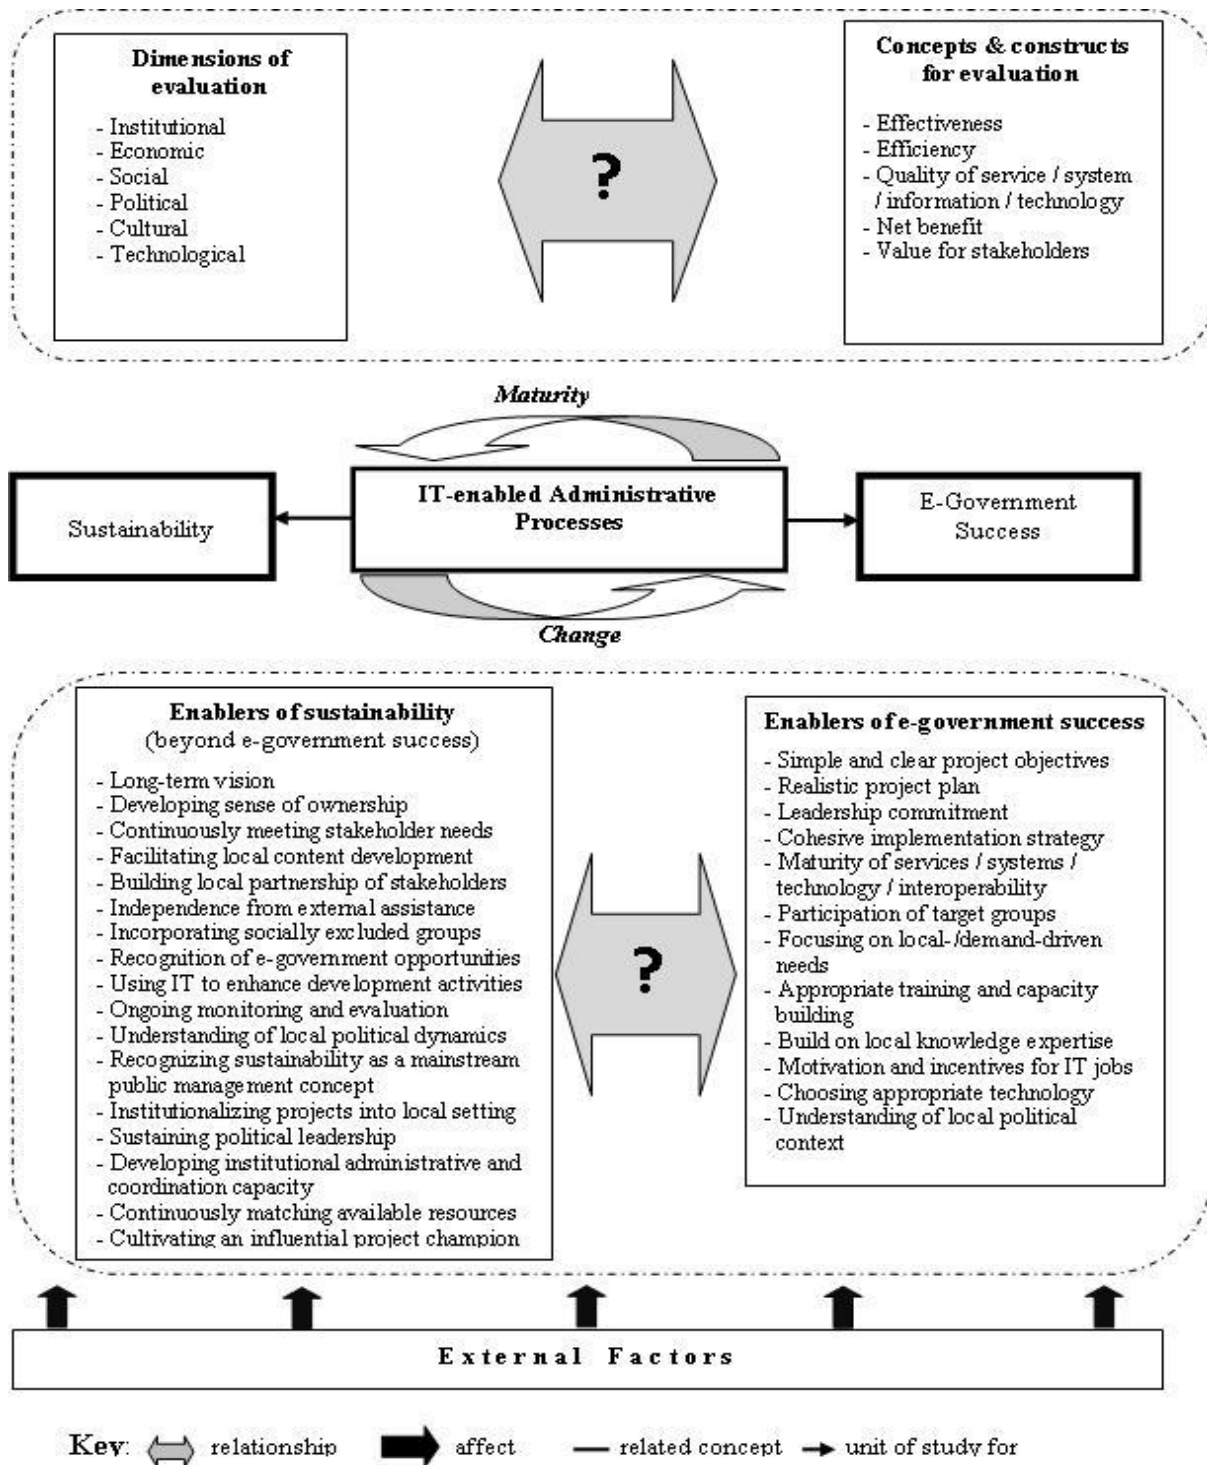 Dimensions of
evaluation
- Institutional
- Economic
- Social
- Political
- Cultural
- Technological
?
Concepts & constructs
for evaluation
- Effectiveness
- Efficiency
- Quality of service / system
/ information / technology
- Net benefit
- Value for stakeholders
Maturity
Sustainability
IT-enabled Administrative
Processes
E-Government
Success
Change
Enablers of sustainability
(beyond e-government success)
- Long-term vision
- Developing sense of ownership
- Continuously meeting stakeholder needs
- Facilitating local content development
- Building local partnership of stakeholders
- Independence from external assistance
- Incorporating socially excluded groups
- Recognition of e-government opportunities
- Using IT to enhance development activities
- Ongoing monitoring and evaluation
- Understanding of local political dynamics
- Recognizing sustainability as a mainstream
public management concept
- Institutionalizing projects into local setting
- Sustaining political leadership
- Developing institutional administrative and
coordination capacity
- Continuously matching available resources
- Cultivating an influential project champion
?
Enablers of e-government success
- Simple and clear project objectives
- Realistic project plan
- Leadership commitment
- Cohesive implementation strategy
- Maturity of services / systems /
technology / interoperability
- Participation of target groups
- Focusing on local-/demand-driven
needs
- Appropriate training and capacity
building
- Build on local knowledge expertise
- Motivation and incentives for IT jobs
- Choosing appropriate technology
- Understanding of local political
context
External Factors
Key: relationship affect related concept unit of study for